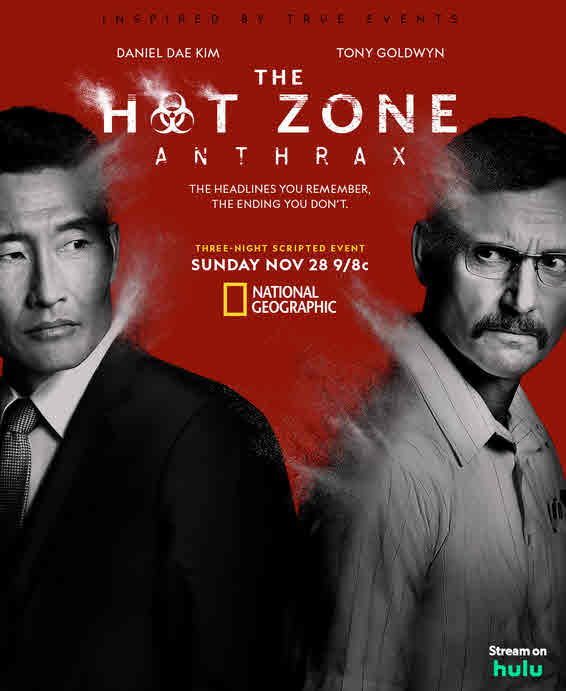 INSPIRED BY TRUE EVENTS
DANIEL DAE KIM TONY GOLDWYN
THE
HOT ZONE
ANTHRAX
THE HEADLINES YOU REMEMBER,
THE ENDING YOU DON'T.
THREE-NIGHT SCRIPTED EVENT
SUNDAY NOV 28 9/8c
NATIONAL
GEOGRAPHIC
Stream on
hulu